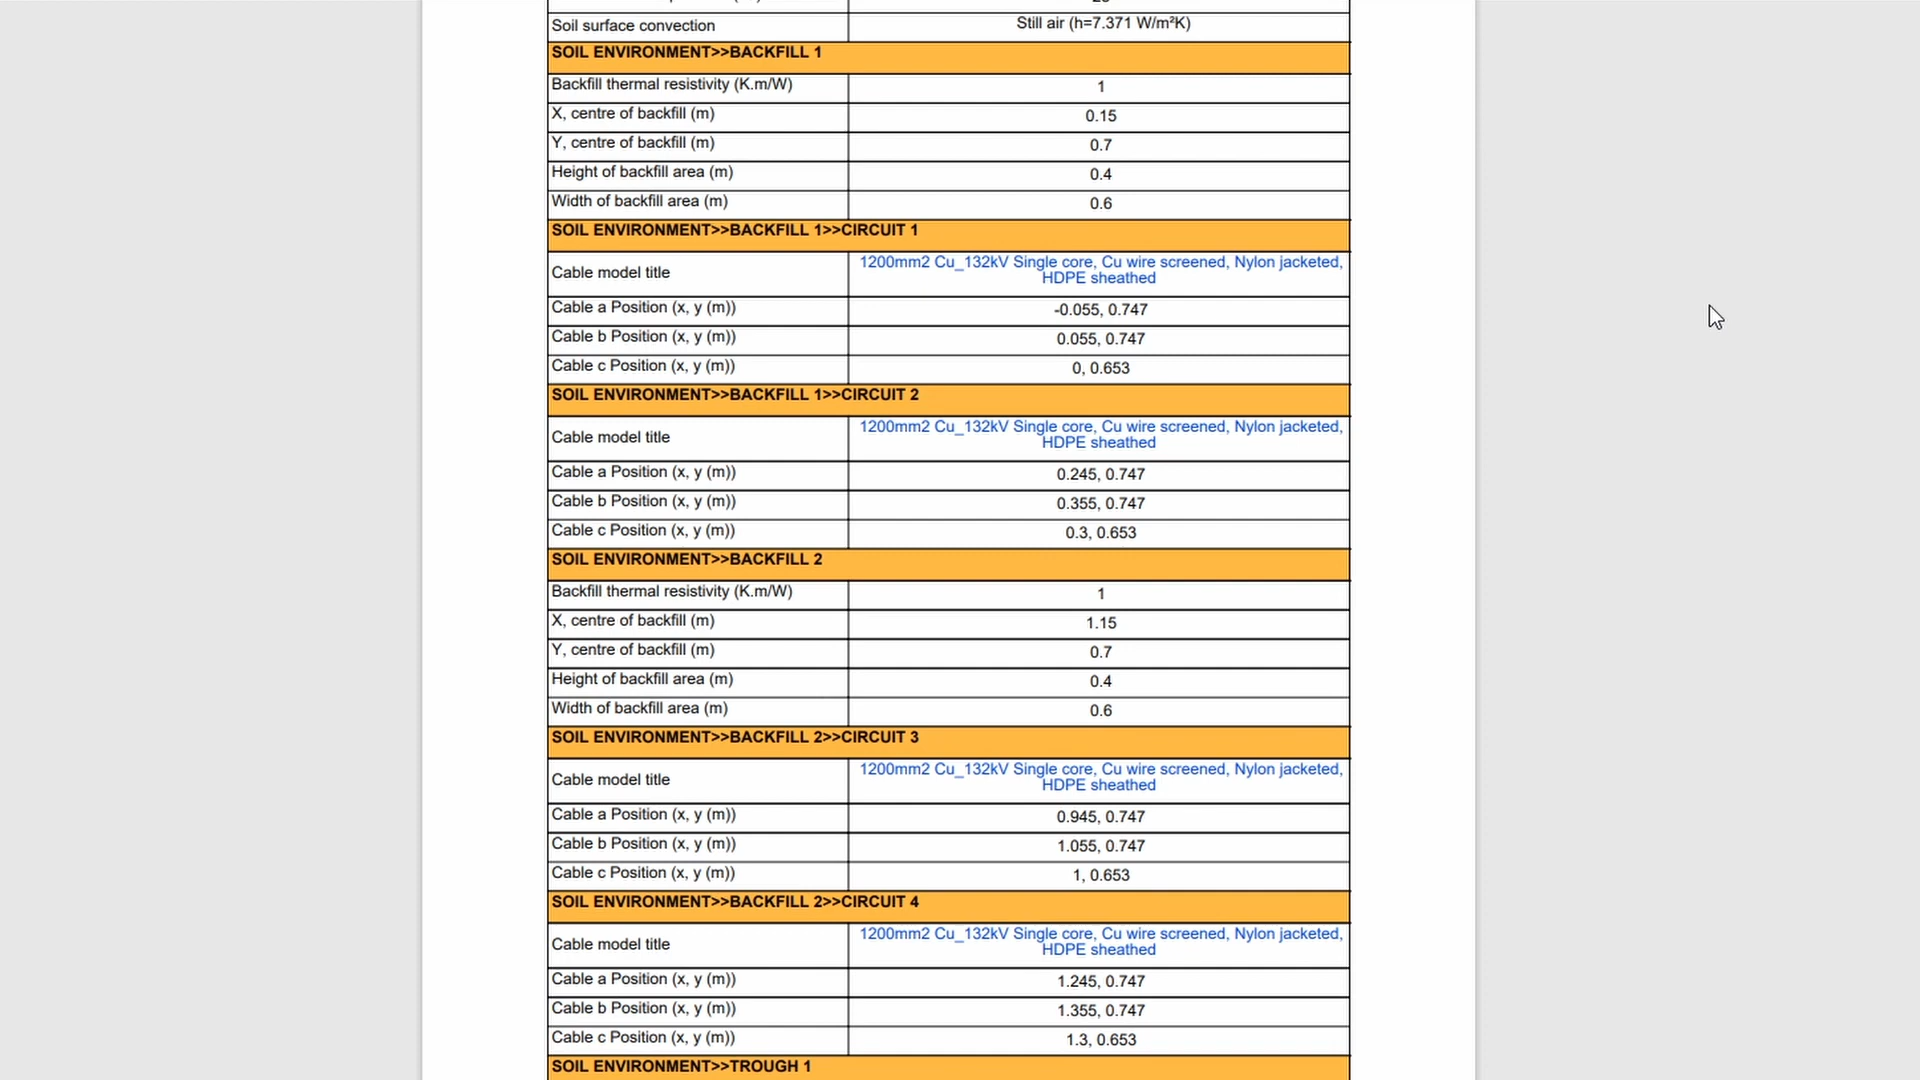 Soil surface convection Still air (h=7.371 W/m²K)
SOIL ENVIRONMENT>>BACKFILL 1
Backfill thermal resistivity (K.m/W) 1
X, centre of backfill (m) 0.15
Y, centre of backfill (m) 0.7
Height of backfill area (m) 0.4
Width of backfill area (m) 0.6
SOIL ENVIRONMENT>>BACKFILL 1>>CIRCUIT 1
Cable model title 1200mm2 Cu_132kV Single core, Cu wire screened, Nylon jacketed,
HDPE sheathed
Cable a Position (x, y (m)) -0.055, 0.747
Cable b Position (x, y (m)) 0.055, 0.747
Cable c Position (x, y (m)) 0, 0.653
SOIL ENVIRONMENT>>BACKFILL 1>>CIRCUIT 2
Cable model title 1200mm2 Cu_132kV Single core, Cu wire screened, Nylon jacketed,
HDPE sheathed
Cable a Position (x, y (m)) 0.245, 0.747
Cable b Position (x, y (m)) 0.355, 0.747
Cable c Position (x, y (m)) 0.3, 0.653
SOIL ENVIRONMENT>>BACKFILL 2
Backfill thermal resistivity (K.m/W) 1
X, centre of backfill (m) 1.15
Y, centre of backfill (m) 0.7
Height of backfill area (m) 0.4
Width of backfill area (m) 0.6
SOIL ENVIRONMENT>>BACKFILL 2>>CIRCUIT 3
Cable model title 1200mm2 Cu_132kV Single core, Cu wire screened, Nylon jacketed,
HDPE sheathed
Cable a Position (x, y (m)) 0.945, 0.747
Cable b Position (x, y (m)) 1.055, 0.747
Cable c Position (x, y (m)) 1, 0.653
SOIL ENVIRONMENT>>BACKFILL 2>>CIRCUIT 4
Cable model title 1200mm2 Cu_132kV Single core, Cu wire screened, Nylon jacketed,
HDPE sheathed
Cable a Position (x, y (m)) 1.245, 0.747
Cable b Position (x, y (m)) 1.355, 0.747
Cable c Position (x, y (m)) 1.3, 0.653
SOIL ENVIRONMENT>>TROUGH 1